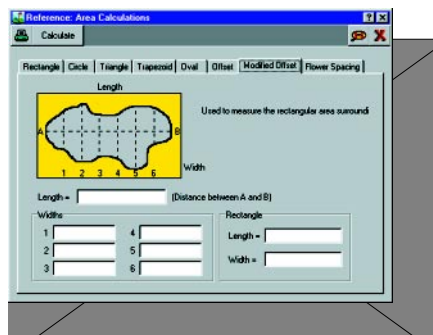 Reference: Area Calculations
Calculate
Rectangle Circle Triangle Trapezoid Oval Offset Modified Offset Flower Spacing
Length
Used to measure the rectangular area surroundi
A B
1 2 3 4 5 6
Width
Length = (Distance between A and B)
Widths Rectangle
1 4 Length =
2 5 Width =
3 6